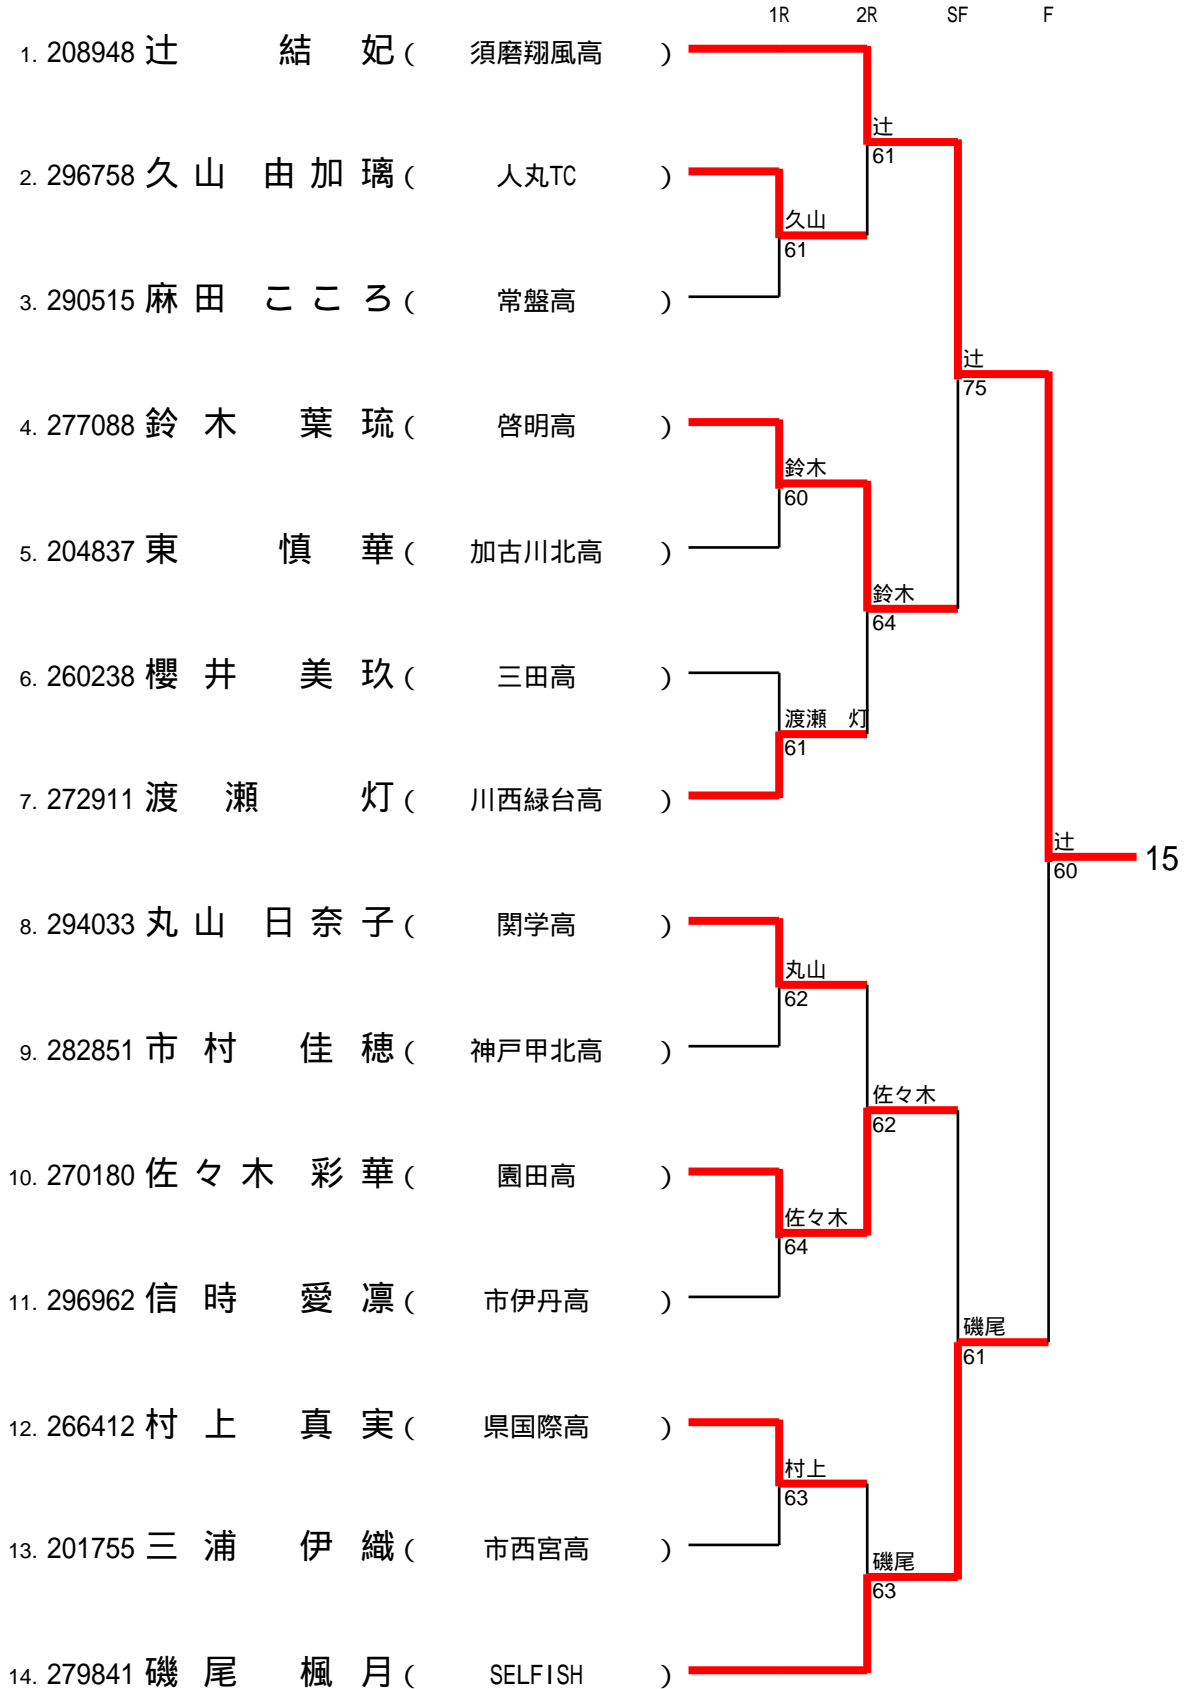 1R 2R SF F
1. 208948 辻 結 妃 ( 須磨翔風高 )
辻
61
2. 296758 久 山 由 加 璃 ( 人丸TC )
久山
61
3. 290515 麻 田 こ こ ろ ( 常盤高 )
辻
75
4. 277088 鈴 木 葉 琉 ( 啓明高 )
鈴木
60
5. 204837 東 慎 華 ( 加古川北高 )
鈴木
64
6. 260238 櫻 井 美 玖 ( 三田高 )
渡瀬 灯
61
7. 272911 渡 瀬 灯 ( 川西緑台高 )
辻
60
15
8. 294033 丸 山 日 奈 子 ( 関学高 )
丸山
62
9. 282851 市 村 佳 穂 ( 神戸甲北高 )
佐々木
62
10. 270180 佐 々 木 彩 華 ( 園田高 )
佐々木
64
11. 296962 信 時 愛 凛 ( 市伊丹高 )
磯尾
61
12. 266412 村 上 真 実 ( 県国際高 )
村上
63
13. 201755 三 浦 伊 織 ( 市西宮高 )
磯尾
63
14. 279841 磯 尾 楓 月 ( SELFISH )